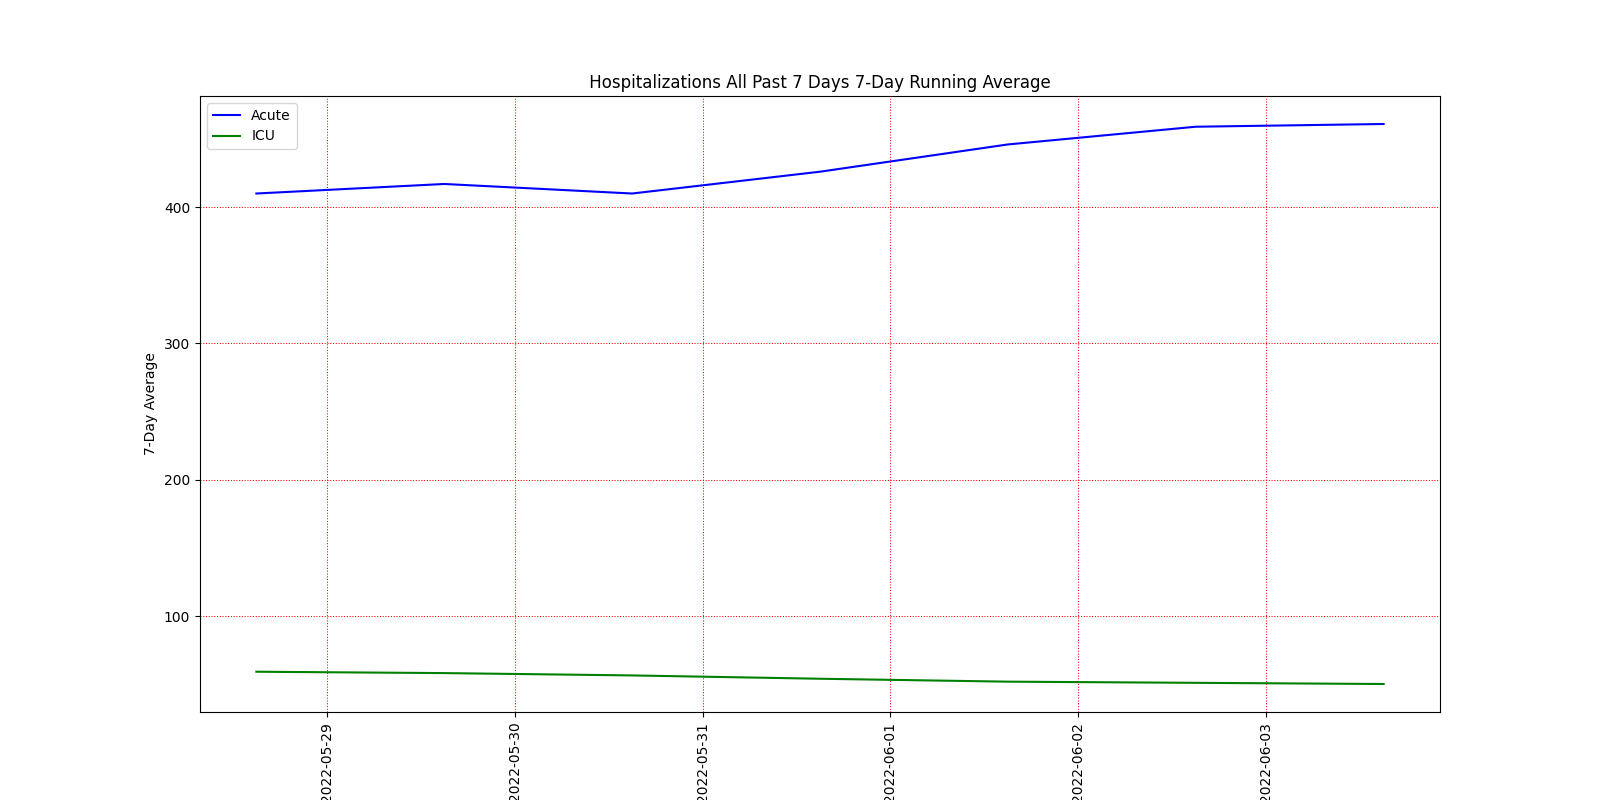 Hospitalizations All Past 7 Days 7-Day Running Average
Acute
ICU
7-Day Average
400
300
200
100
2022-05-29
2022-05-30
2022-05-31
2022-06-01
2022-06-02
2022-06-03